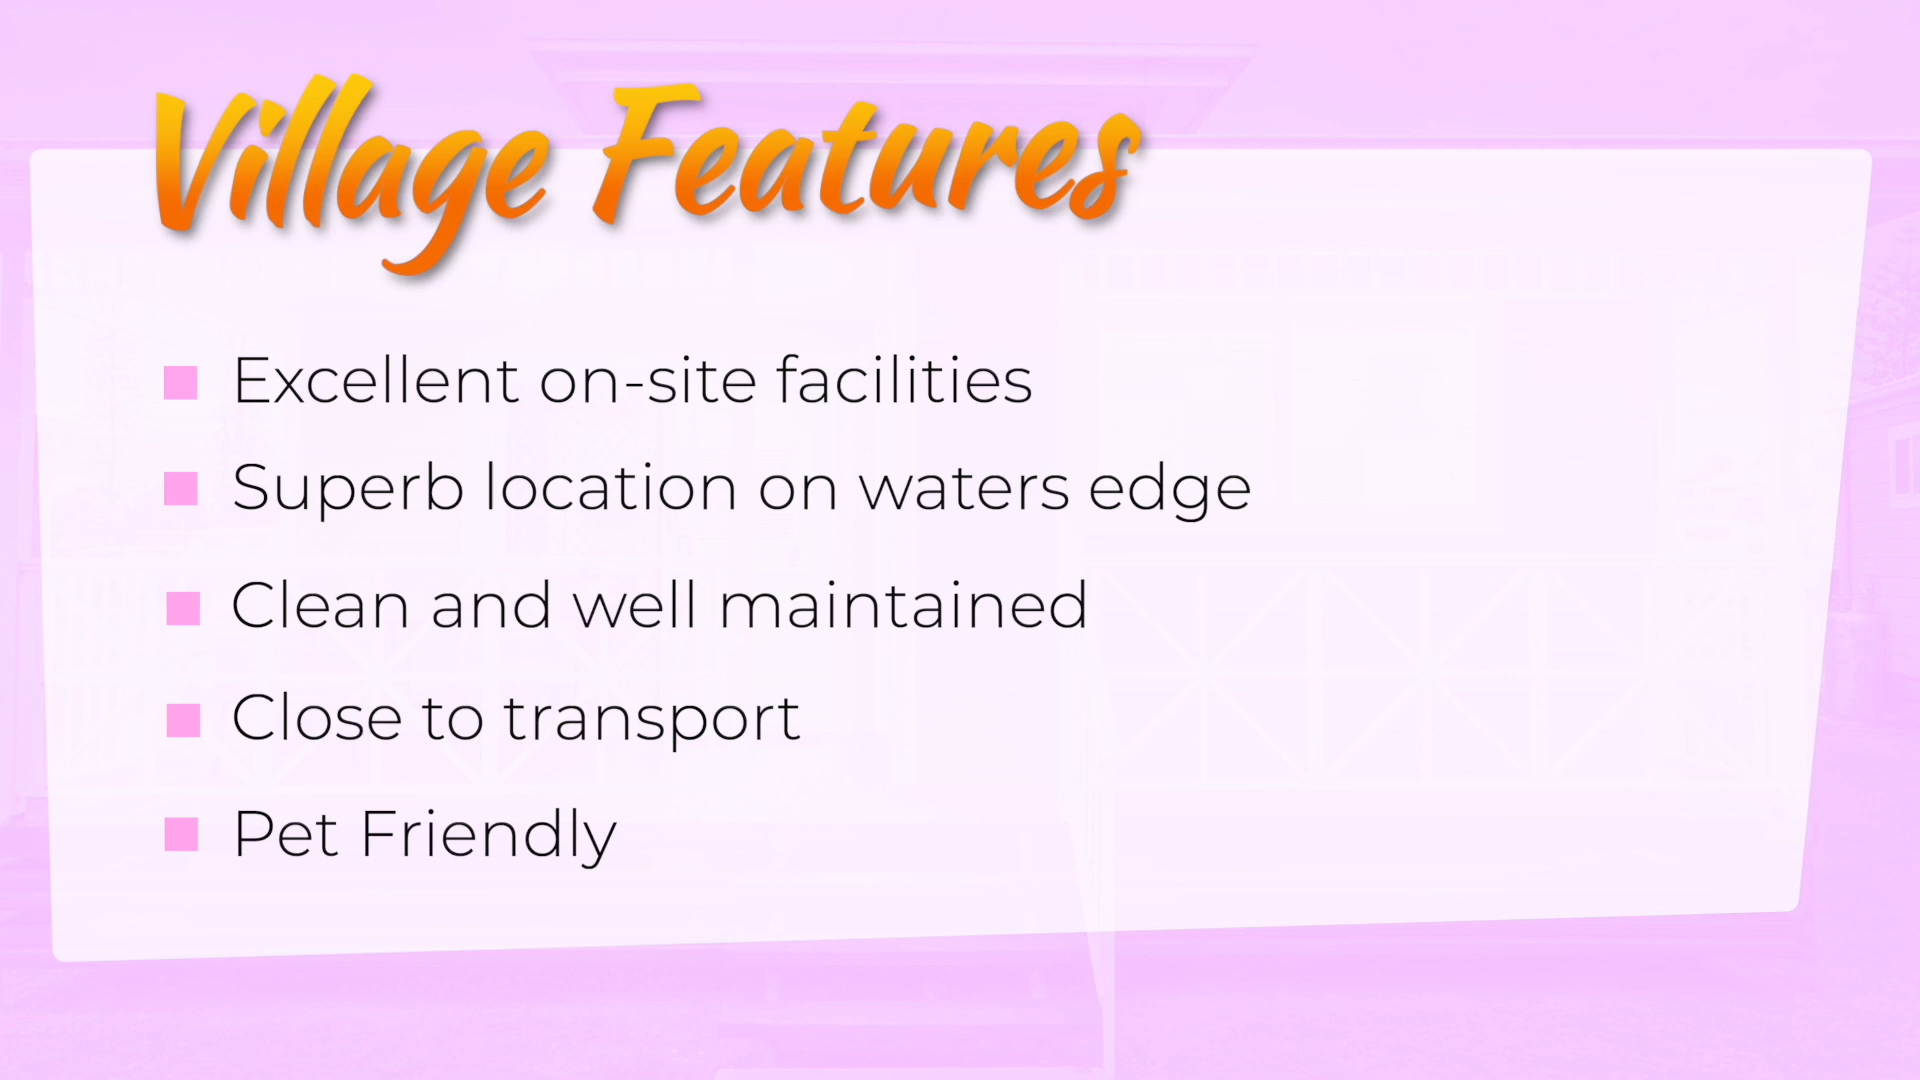 Village Features
Excellent on-site facilities
Superb location on waters edge
Clean and well maintained
Close to transport
Pet Friendly